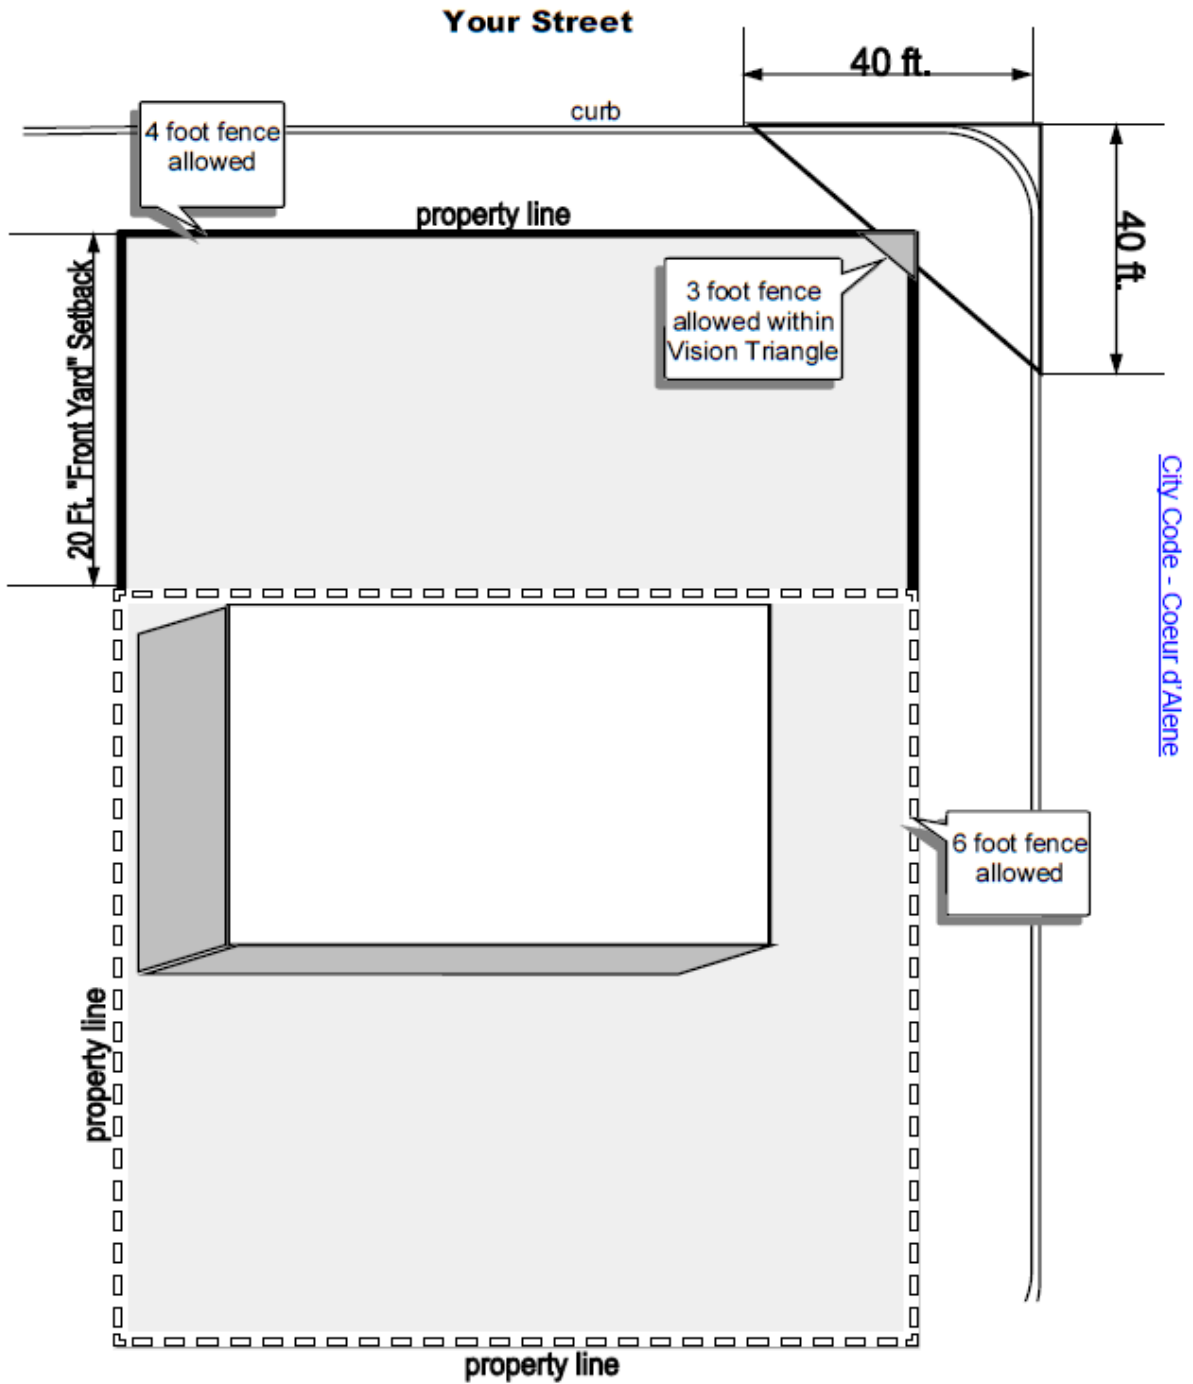 Your Street
40 ft.
curb
4 foot fence
allowed
property line
40 ft.
3 foot fence
allowed within
Vision Triangle
20 Ft. "Front Yard" Setback
City Code - Coeur d'Alene
6 foot fence
allowed
property line
property line